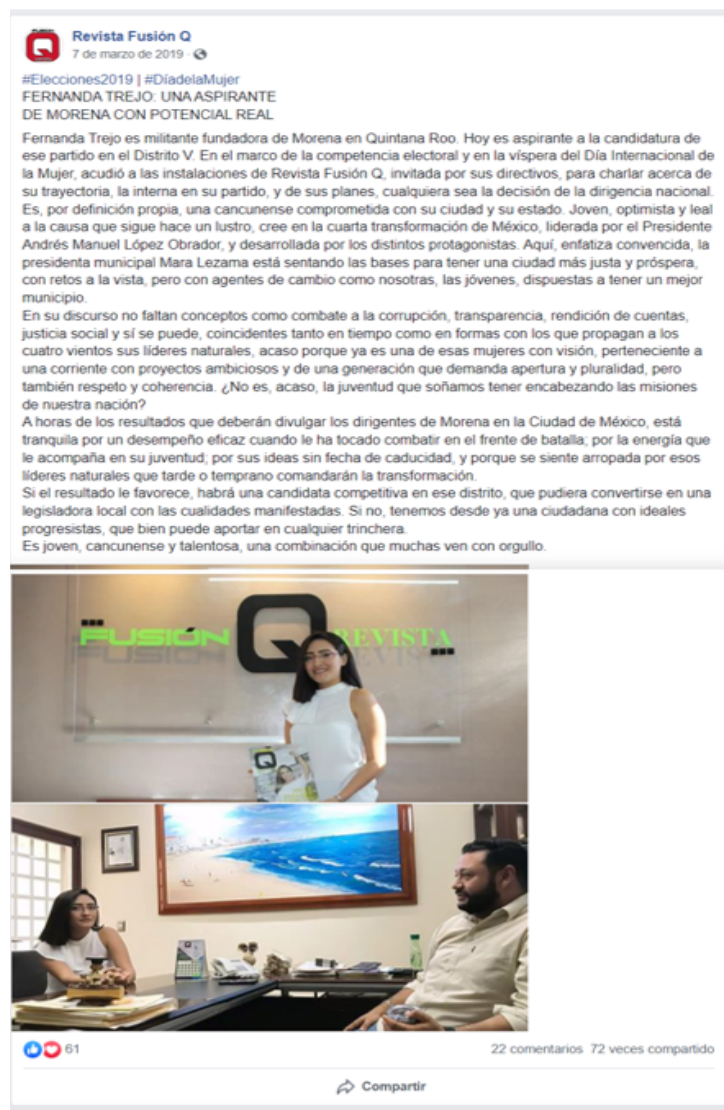 Revista Fusión Q
7 de marzo de 2019 ·
#Elecciones2019 | #DíadelaMujer
FERNANDA TREJO: UNA ASPIRANTE
DE MORENA CON POTENCIAL REAL
Fernanda Trejo es militante fundadora de Morena en Quintana Roo. Hoy es aspirante a la candidatura de
ese partido en el Distrito V. En el marco de la competencia electoral y en la víspera del Día Internacional de
la Mujer, acudió a las instalaciones de Revista Fusión Q, invitada por sus directivos, para charlar acerca de
su trayectoria, la interna en su partido, y de sus planes, cualquiera sea la decisión de la dirigencia nacional.
Es, por definición propia, una cancunense comprometida con su ciudad y su estado. Joven, optimista y leal
a la causa que sigue hace un lustro, cree en la cuarta transformación de México, liderada por el Presidente
Andrés Manuel López Obrador, y desarrollada por los distintos protagonistas. Aquí, enfatiza convencida, la
presidenta municipal Mara Lezama está sentando las bases para tener una ciudad más justa y próspera,
con retos a la vista, pero con agentes de cambio como nosotras, las jóvenes, dispuestas a tener un mejor
municipio.
En su discurso no faltan conceptos como combate a la corrupción, transparencia, rendición de cuentas,
justicia social y sí se puede, coincidentes tanto en tiempo como en formas con los que propagan a los
cuatro vientos sus líderes naturales, acaso porque ya es una de esas mujeres con visión, perteneciente a
una corriente con proyectos ambiciosos y de una generación que demanda apertura y pluralidad, pero
también respeto y coherencia. ¿No es, acaso, la juventud que soñamos tener encabezando las misiones
de nuestra nación?
A horas de los resultados que deberán divulgar los dirigentes de Morena en la Ciudad de México, está
tranquila por un desempeño eficaz cuando le ha tocado combatir en el frente de batalla; por la energía que
le acompaña en su juventud; por sus ideas sin fecha de caducidad, y porque se siente arropada por esos
líderes naturales que tarde o temprano comandarán la transformación.
Si el resultado le favorece, habrá una candidata competitiva en ese distrito, que pudiera convertirse en una
legisladora local con las cualidades manifestadas. Si no, tenemos desde ya una ciudadana con ideales
progresistas, que bien puede aportar en cualquier trinchera.
Es joven, cancunense y talentosa, una combinación que muchas ven con orgullo.
FUSIÓN Q REVISTA
Q
61
22 comentarios 72 veces compartido
Compartir